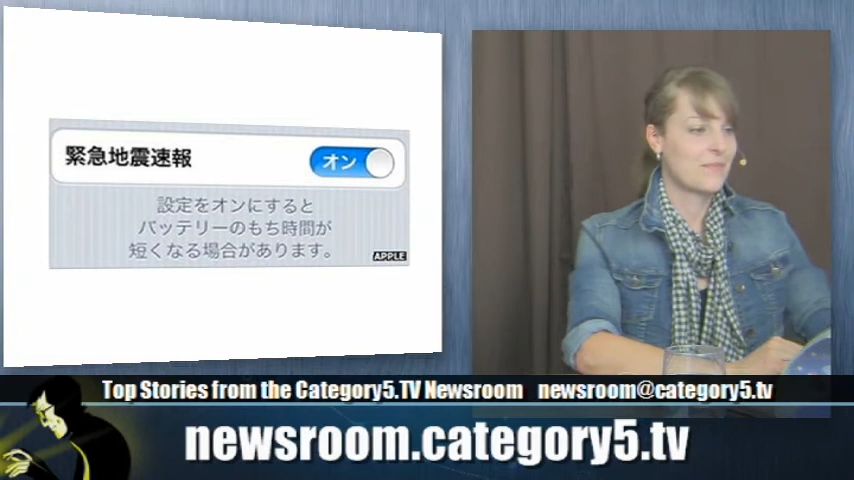 緊急地震速報
オン
設定をオンにすると
バッテリーのもち時間が
短くなる場合があります。
APPLE
Top Stories from the Category5.TV Newsroom newsroom@category5.tv
newsroom.category5.tv